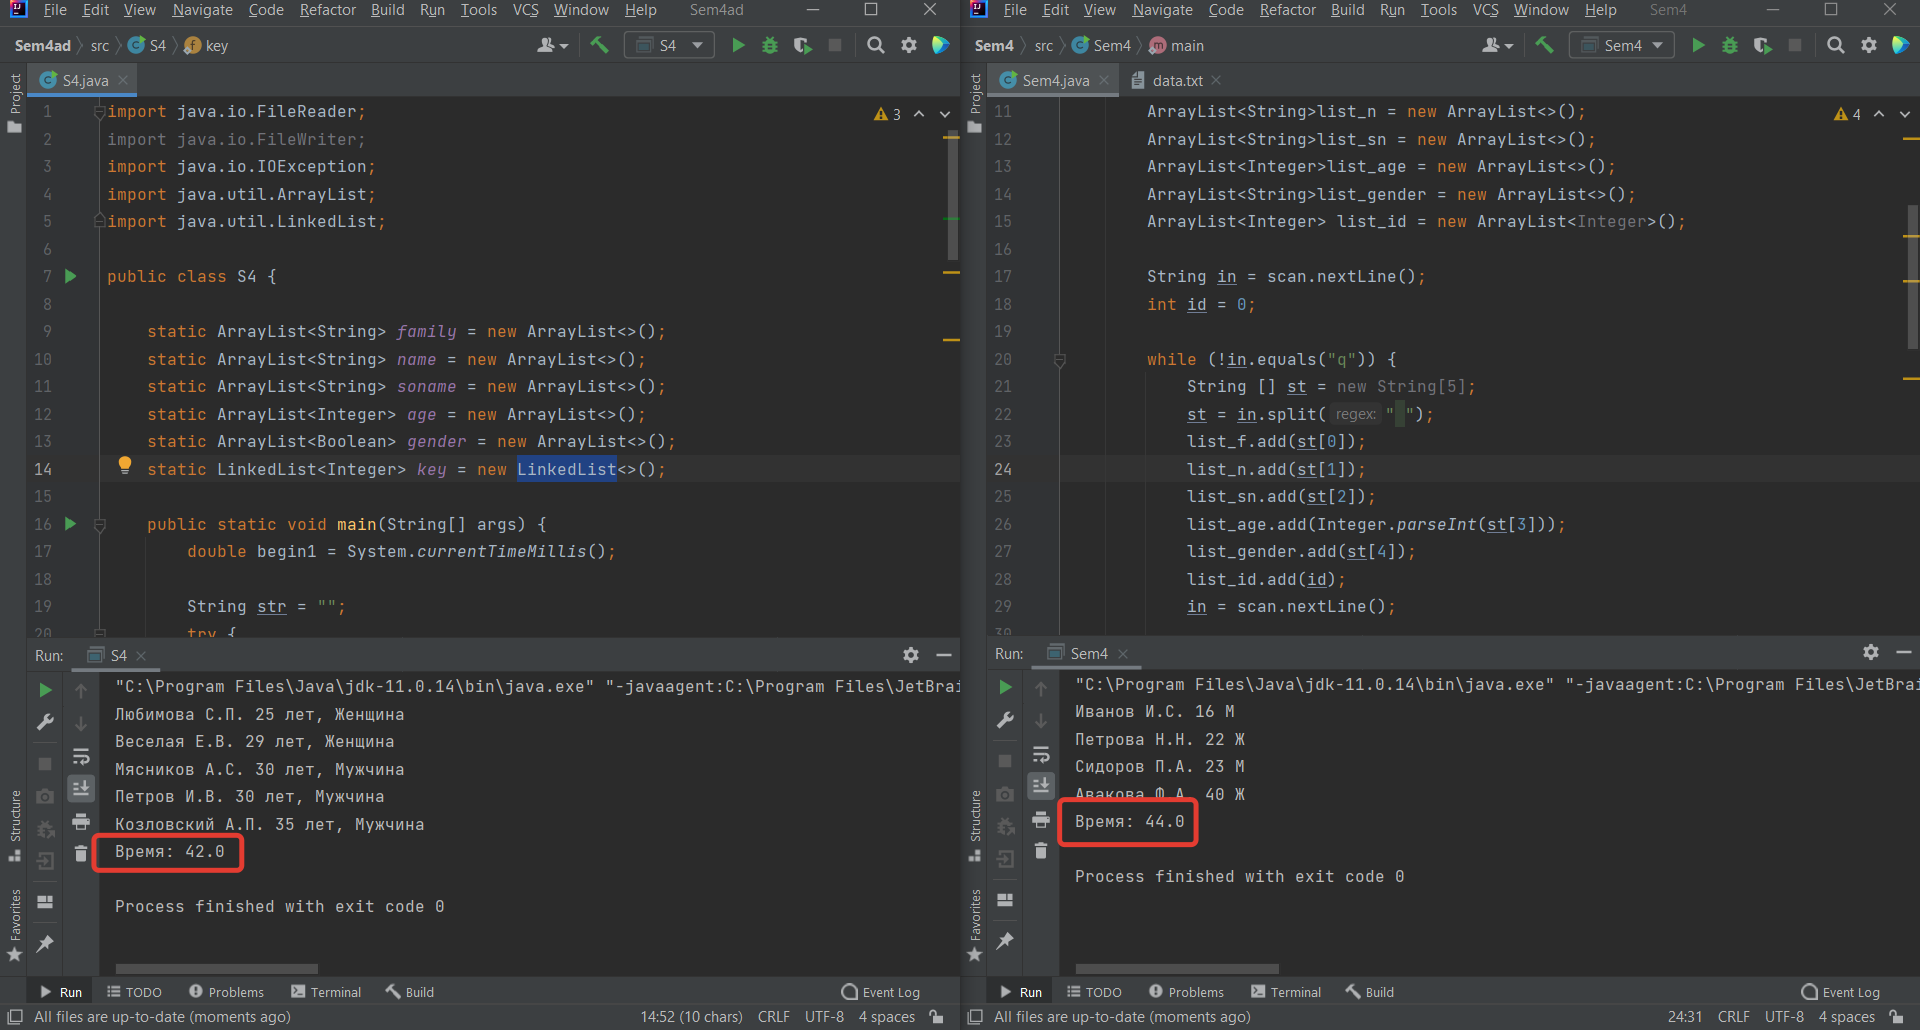 File Edit View Navigate Code Refactor Build Run Tools VCS Window Help Sem4ad
Sem4ad src S4 key S4
Project
S4.java
3
1 import java.io.FileReader;
2 import java.io.FileWriter;
3 import java.io.IOException;
4 import java.util.ArrayList;
5 import java.util.LinkedList;
6
7 public class S4 {
8
9 static ArrayList<String> family = new ArrayList<>();
10 static ArrayList<String> name = new ArrayList<>();
11 static ArrayList<String> soname = new ArrayList<>();
12 static ArrayList<Integer> age = new ArrayList<>();
13 static ArrayList<Boolean> gender = new ArrayList<>();
14 static LinkedList<Integer> key = new LinkedList<>();
15
16 public static void main(String[] args) {
17 double begin1 = System.currentTimeMillis();
18
19 String str = "";
20 try {
Run: S4
"C:\Program Files\Java\jdk-11.0.14\bin\java.exe" "-javaagent:C:\Program Files\JetBrai
Любимова С.П. 25 лет, Женщина
Веселая Е.В. 29 лет, Женщина
Мясников А.С. 30 лет, Мужчина
Петров И.В. 30 лет, Мужчина
Козловский А.П. 35 лет, Мужчина
Время: 42.0
Process finished with exit code 0
Structure
Favorites
Run TODO Problems Terminal Build Event Log
All files are up-to-date (moments ago) 14:52 (10 chars) CRLF UTF-8 4 spaces
File Edit View Navigate Code Refactor Build Run Tools VCS Window Help Sem4
Sem4 src Sem4 main Sem4
Project
Sem4.java data.txt
4
11 ArrayList<String>list_n = new ArrayList<>();
12 ArrayList<String>list_sn = new ArrayList<>();
13 ArrayList<Integer>list_age = new ArrayList<>();
14 ArrayList<String>list_gender = new ArrayList<>();
15 ArrayList<Integer> list_id = new ArrayList<Integer>();
16
17 String in = scan.nextLine();
18 int id = 0;
19
20 while (!in.equals("q")) {
21 String [] st = new String[5];
22 st = in.split( regex: " ");
23 list_f.add(st[0]);
24 list_n.add(st[1]);
25 list_sn.add(st[2]);
26 list_age.add(Integer.parseInt(st[3]));
27 list_gender.add(st[4]);
28 list_id.add(id);
29 in = scan.nextLine();
30
Run: Sem4
"C:\Program Files\Java\jdk-11.0.14\bin\java.exe" "-javaagent:C:\Program Files\JetBra
Иванов И.С. 16 М
Петрова Н.Н. 22 Ж
Сидоров П.А. 23 М
Авакова Ф.А. 40 Ж
Время: 44.0
Process finished with exit code 0
Structure
Favorites
Run TODO Problems Terminal Build Event Log
All files are up-to-date (moments ago) 24:31 CRLF UTF-8 4 spaces